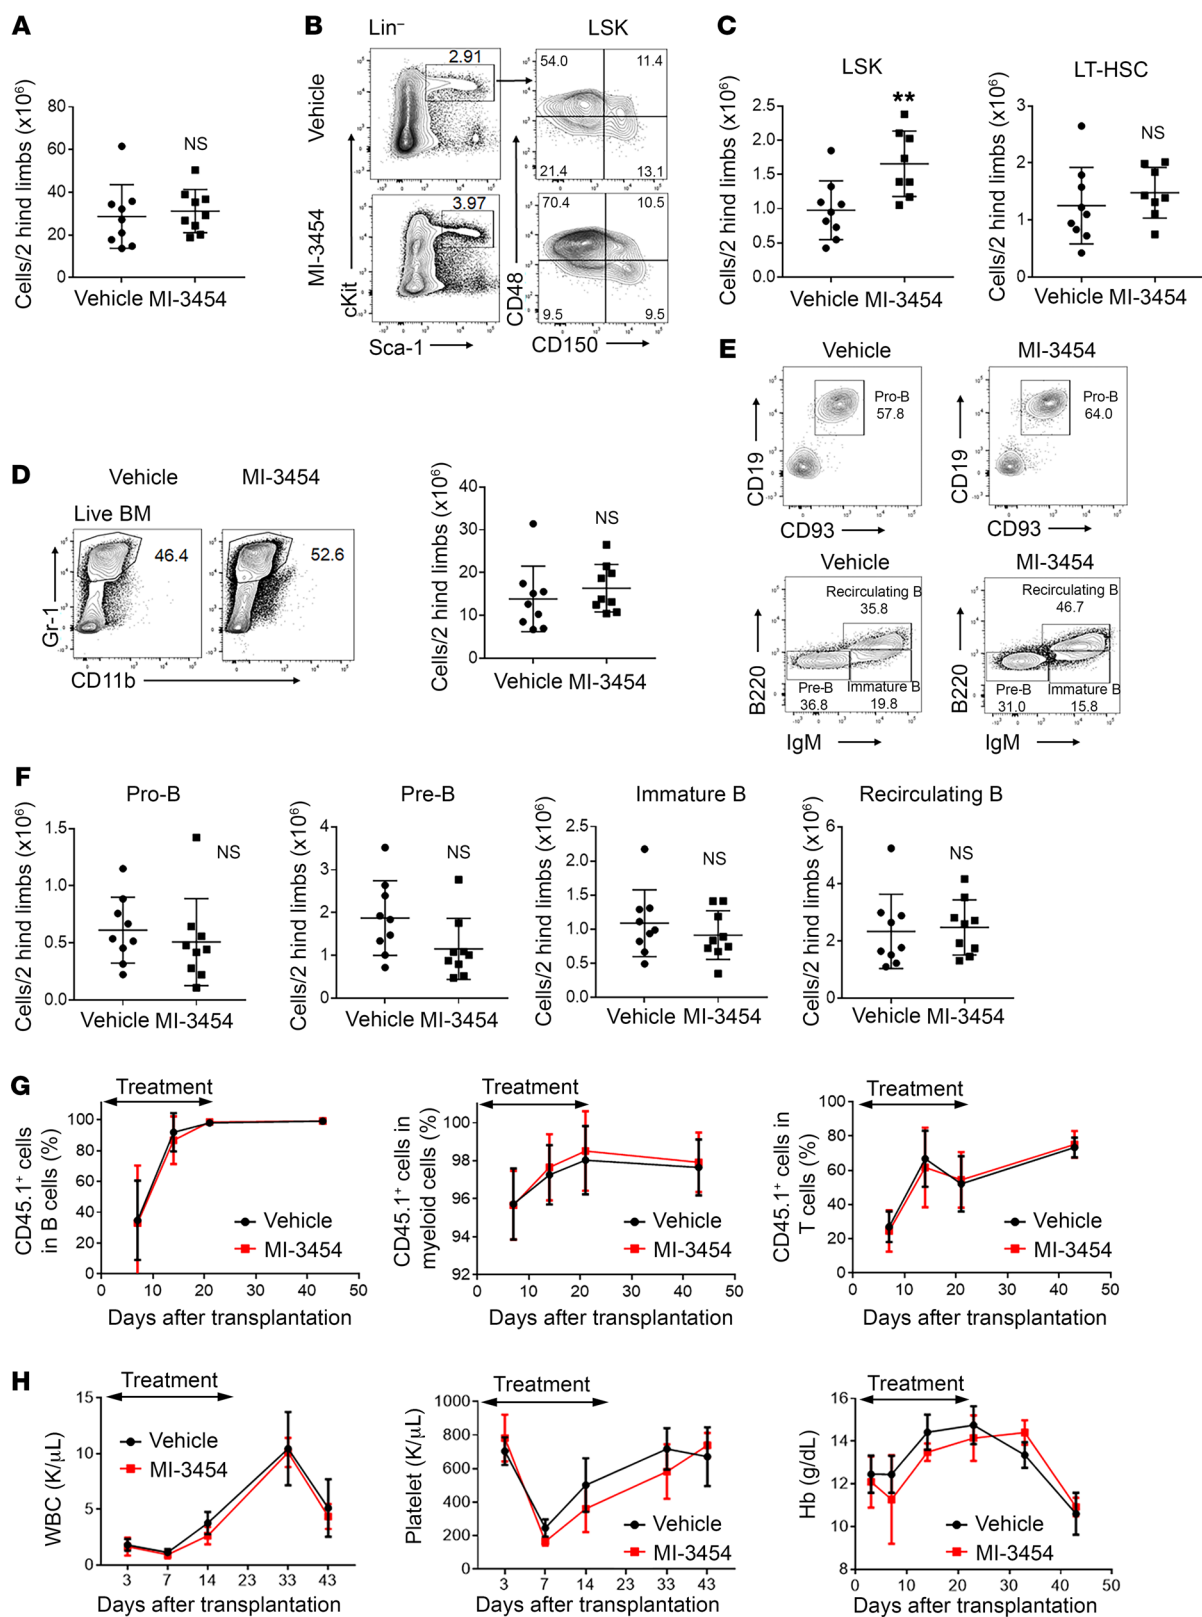 A
Cells/2 hind limbs (x10⁶)
80
60
40
20
0
NS
Vehicle MI-3454
B
Lin⁻
LSK
Vehicle
2.91
54.0
11.4
21.4
13.1
MI-3454
3.97
70.4
10.5
9.5
9.5
cKit
CD48
Sca-1
CD150
C
LSK
Cells/2 hind limbs (x10⁶)
2.5
2.0
1.5
1.0
0.5
0.0
**
Vehicle MI-3454
LT-HSC
Cells/2 hind limbs (x10⁶)
3
2
1
0
NS
Vehicle MI-3454
D
Vehicle
MI-3454
Live BM
46.4
52.6
Gr-1
CD11b
Cells/2 hind limbs (x10⁶)
40
30
20
10
0
NS
Vehicle MI-3454
E
Vehicle
MI-3454
Pro-B
57.8
Pro-B
64.0
CD19
CD93
CD19
CD93
Vehicle
MI-3454
Recirculating B
35.8
Recirculating B
46.7
Pre-B
36.8
Immature B
19.8
Pre-B
31.0
Immature B
15.8
B220
IgM
B220
IgM
F
Pro-B
Cells/2 hind limbs (x10⁶)
1.5
1.0
0.5
0.0
NS
Vehicle MI-3454
Pre-B
Cells/2 hind limbs (x10⁶)
4
3
2
1
0
NS
Vehicle MI-3454
Immature B
Cells/2 hind limbs (x10⁶)
2.5
2.0
1.5
1.0
0.5
0.0
NS
Vehicle MI-3454
Recirculating B
Cells/2 hind limbs (x10⁶)
6
4
2
0
NS
Vehicle MI-3454
G
Treatment
CD45.1⁺ cells
in B cells (%)
100
80
60
40
20
0
Vehicle
MI-3454
0 10 20 30 40 50
Days after transplantation
Treatment
CD45.1⁺ cells in
myeloid cells (%)
100
98
96
94
92
Vehicle
MI-3454
0 10 20 30 40 50
Days after transplantation
Treatment
CD45.1⁺ cells in
T cells (%)
100
80
60
40
20
0
Vehicle
MI-3454
0 10 20 30 40 50
Days after transplantation
H
Treatment
WBC (K/µL)
15
10
5
0
Vehicle
MI-3454
3 7 14 23 33 43
Days after transplantation
Treatment
Platelet (K/µL)
1000
800
600
400
200
0
Vehicle
MI-3454
3 7 14 23 33 43
Days after transplantation
Treatment
Hb (g/dL)
16
14
12
10
8
Vehicle
MI-3454
0 10 20 30 40 50
Days after transplantation